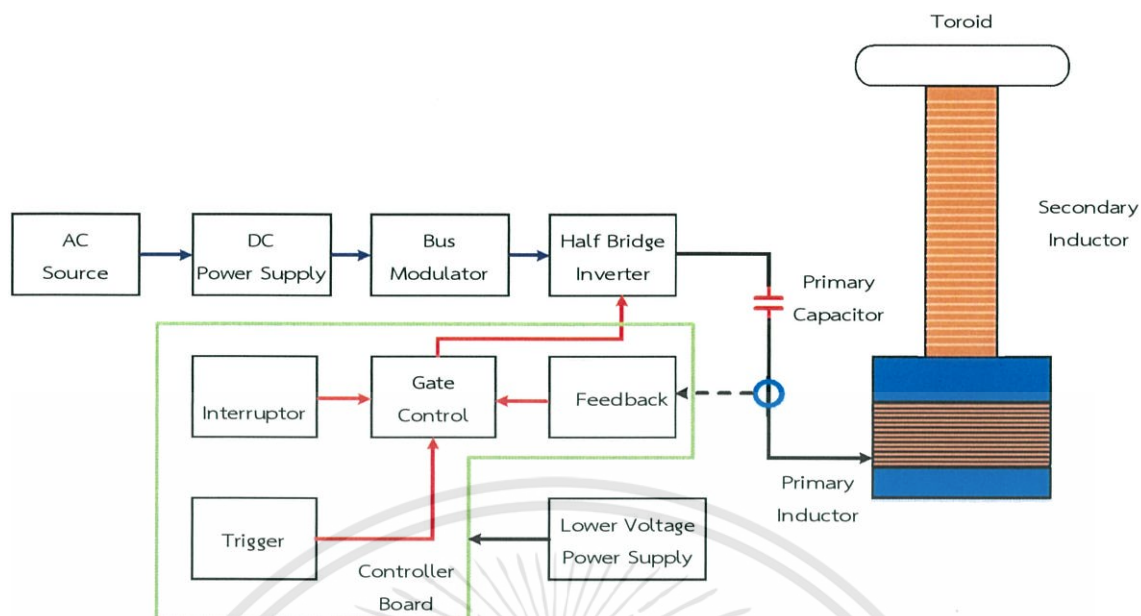 Toroid
Secondary
Inductor
AC
Source
DC
Power Supply
Bus
Modulator
Half Bridge
Inverter
Primary
Capacitor
Interruptor
Gate
Control
Feedback
Primary
Inductor
Trigger
Controller
Board
Lower Voltage
Power Supply